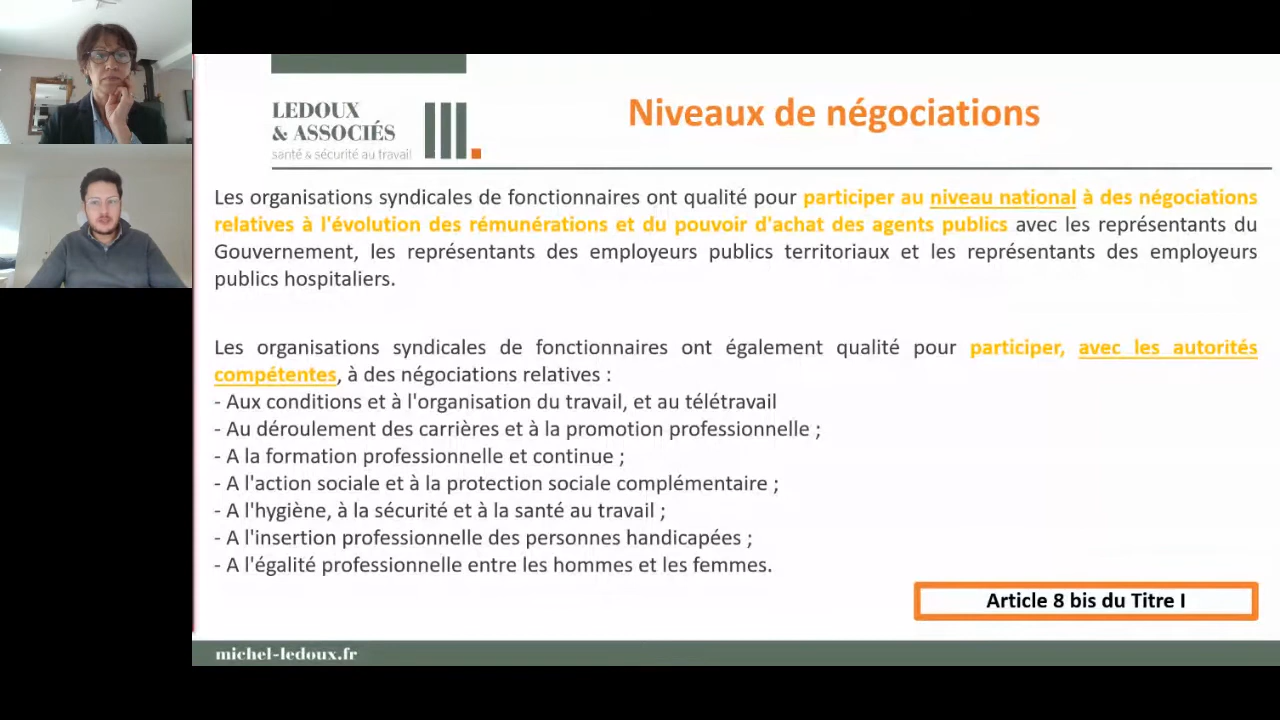 LEDOUX
& ASSOCIÉS
santé & sécurité au travail
Niveaux de négociations
Les organisations syndicales de fonctionnaires ont qualité pour participer au niveau national à des négociations
relatives à l'évolution des rémunérations et du pouvoir d'achat des agents publics avec les représentants du
Gouvernement, les représentants des employeurs publics territoriaux et les représentants des employeurs
publics hospitaliers.
Les organisations syndicales de fonctionnaires ont également qualité pour participer, avec les autorités
compétentes, à des négociations relatives :
- Aux conditions et à l'organisation du travail, et au télétravail
- Au déroulement des carrières et à la promotion professionnelle ;
- A la formation professionnelle et continue ;
- A l'action sociale et à la protection sociale complémentaire ;
- A l'hygiène, à la sécurité et à la santé au travail ;
- A l'insertion professionnelle des personnes handicapées ;
- A l'égalité professionnelle entre les hommes et les femmes.
Article 8 bis du Titre I
michel-ledoux.fr